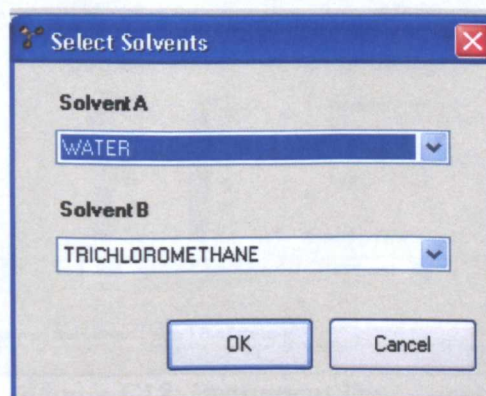 Select Solvents
Solvent A
WATER
Solvent B
TRICHLOROMETHANE
OK
Cancel